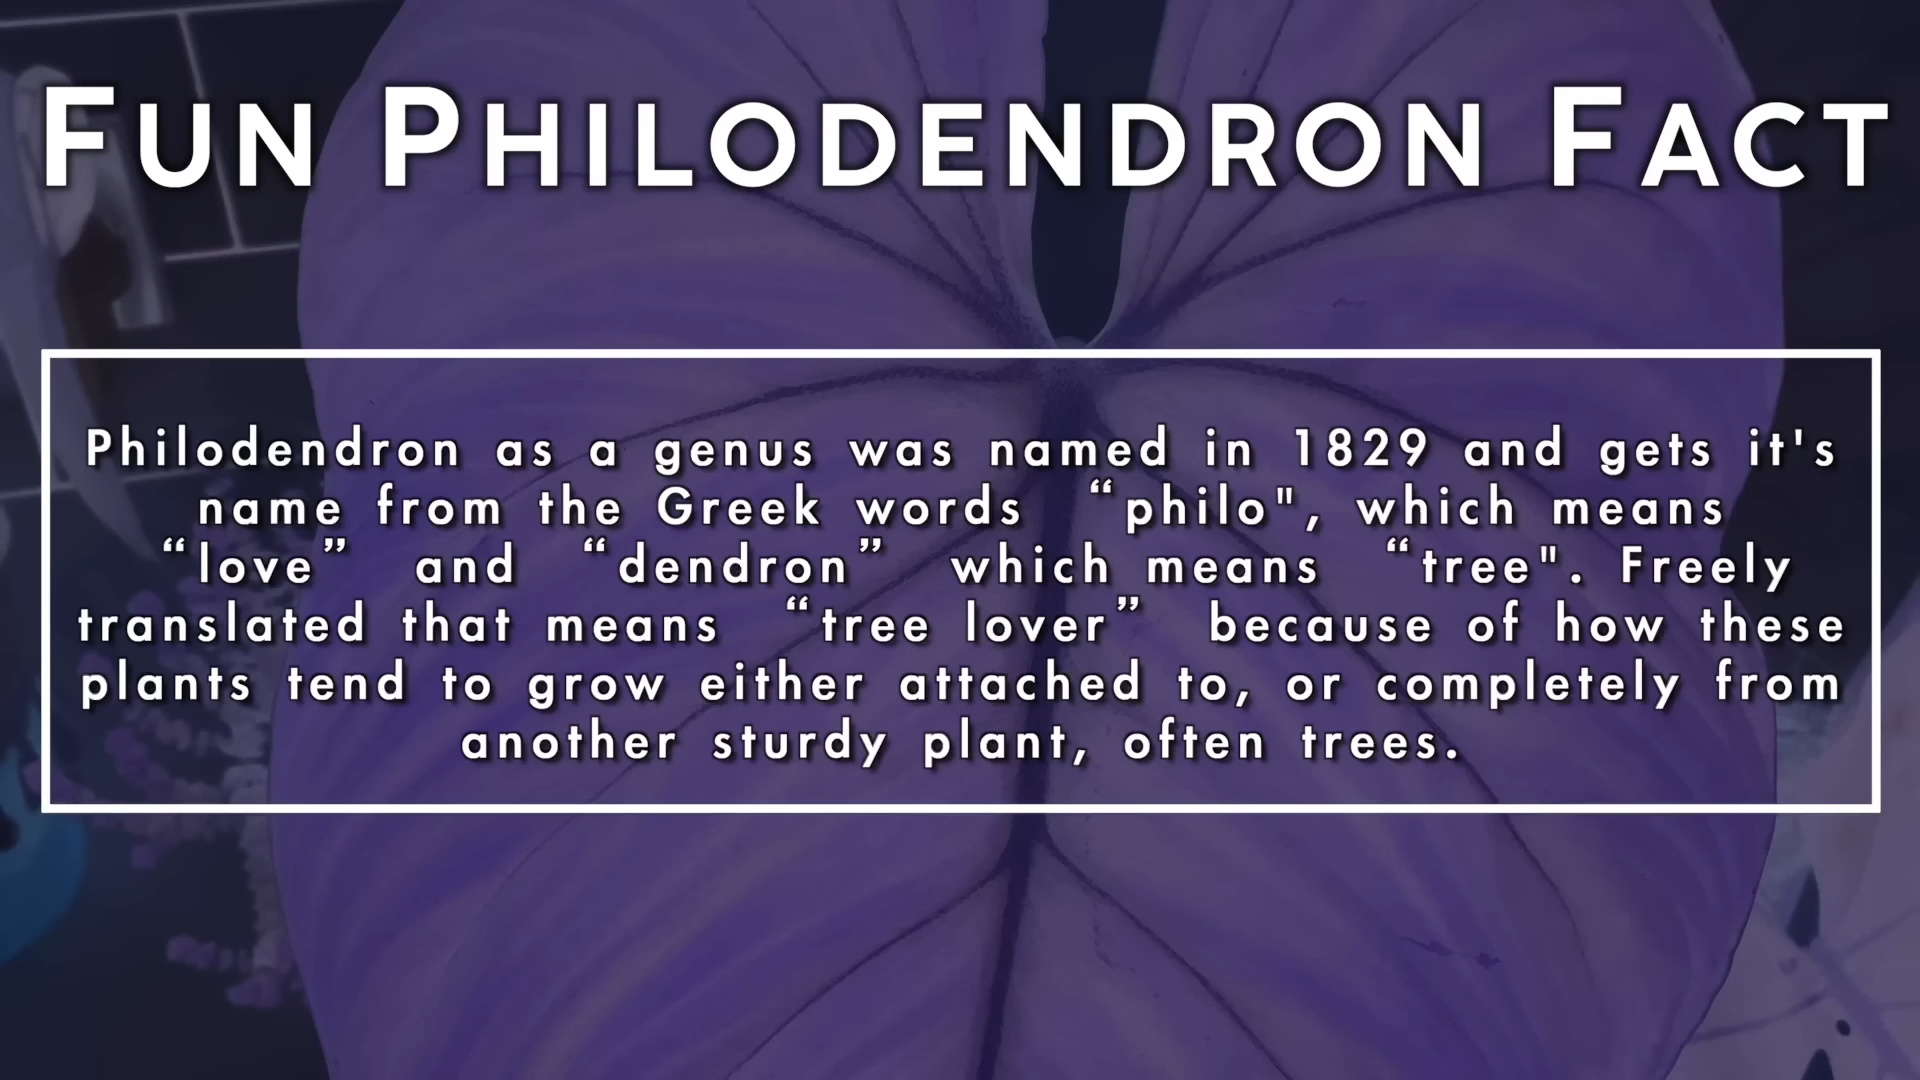 FUN PHILODENDRON FACT
Philodendron as a genus was named in 1829 and gets it's
name from the Greek words “philo", which means
“love” and “dendron” which means “tree". Freely
translated that means “tree lover” because of how these
plants tend to grow either attached to, or completely from
another sturdy plant, often trees.